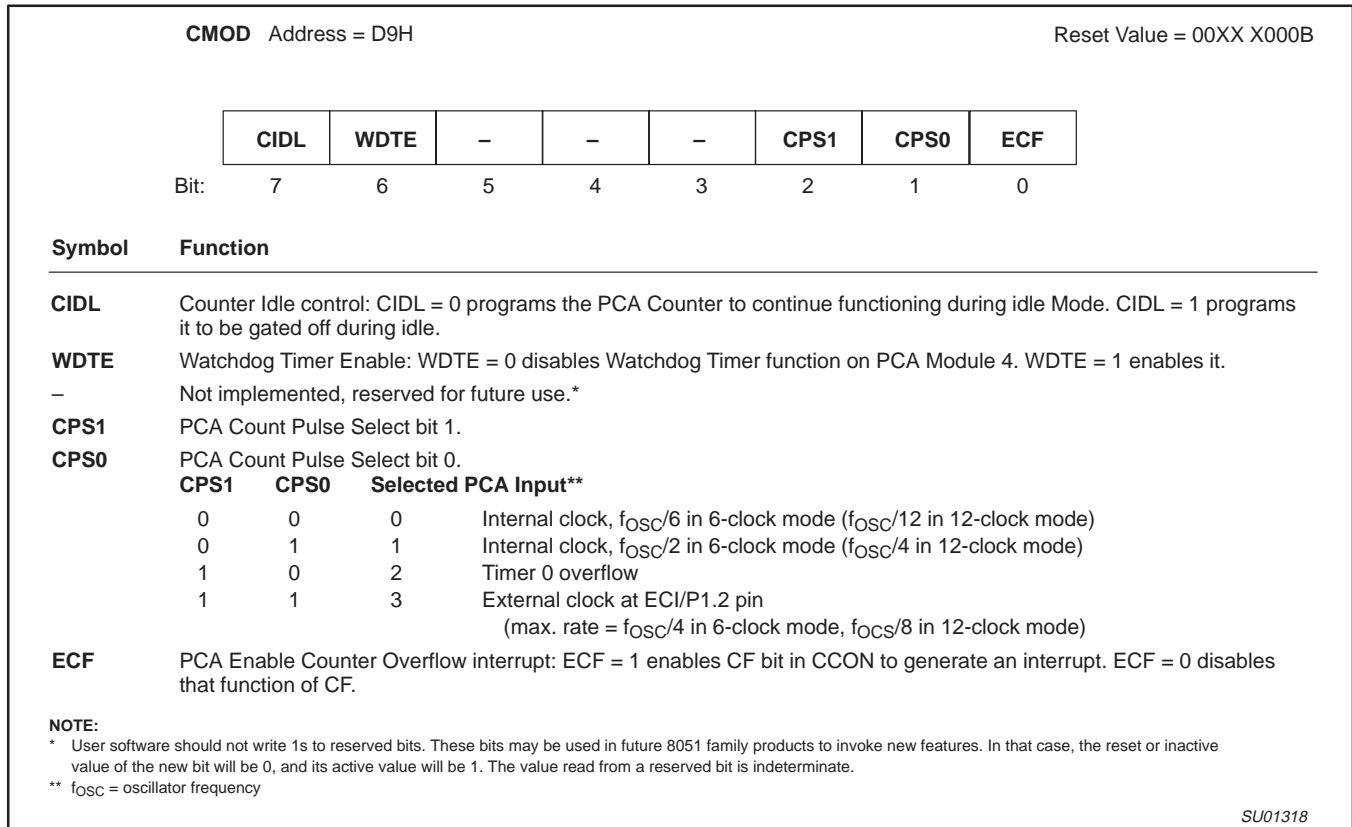 CMOD Address = D9H Reset Value = 00XX X000B
CIDL WDTE – – – CPS1 CPS0 ECF
Bit: 7 6 5 4 3 2 1 0
Symbol Function
CIDL Counter Idle control: CIDL = 0 programs the PCA Counter to continue functioning during idle Mode. CIDL = 1 programs
it to be gated off during idle.
WDTE Watchdog Timer Enable: WDTE = 0 disables Watchdog Timer function on PCA Module 4. WDTE = 1 enables it.
– Not implemented, reserved for future use.*
CPS1 PCA Count Pulse Select bit 1.
CPS0 PCA Count Pulse Select bit 0.
CPS1 CPS0 Selected PCA Input**
0 0 0 Internal clock, fOSC/6 in 6-clock mode (fOSC/12 in 12-clock mode)
0 1 1 Internal clock, fOSC/2 in 6-clock mode (fOSC/4 in 12-clock mode)
1 0 2 Timer 0 overflow
1 1 3 External clock at ECI/P1.2 pin
(max. rate = fOSC/4 in 6-clock mode, fOCS/8 in 12-clock mode)
ECF PCA Enable Counter Overflow interrupt: ECF = 1 enables CF bit in CCON to generate an interrupt. ECF = 0 disables
that function of CF.
NOTE:
* User software should not write 1s to reserved bits. These bits may be used in future 8051 family products to invoke new features. In that case, the reset or inactive
value of the new bit will be 0, and its active value will be 1. The value read from a reserved bit is indeterminate.
** fOSC = oscillator frequency
SU01318